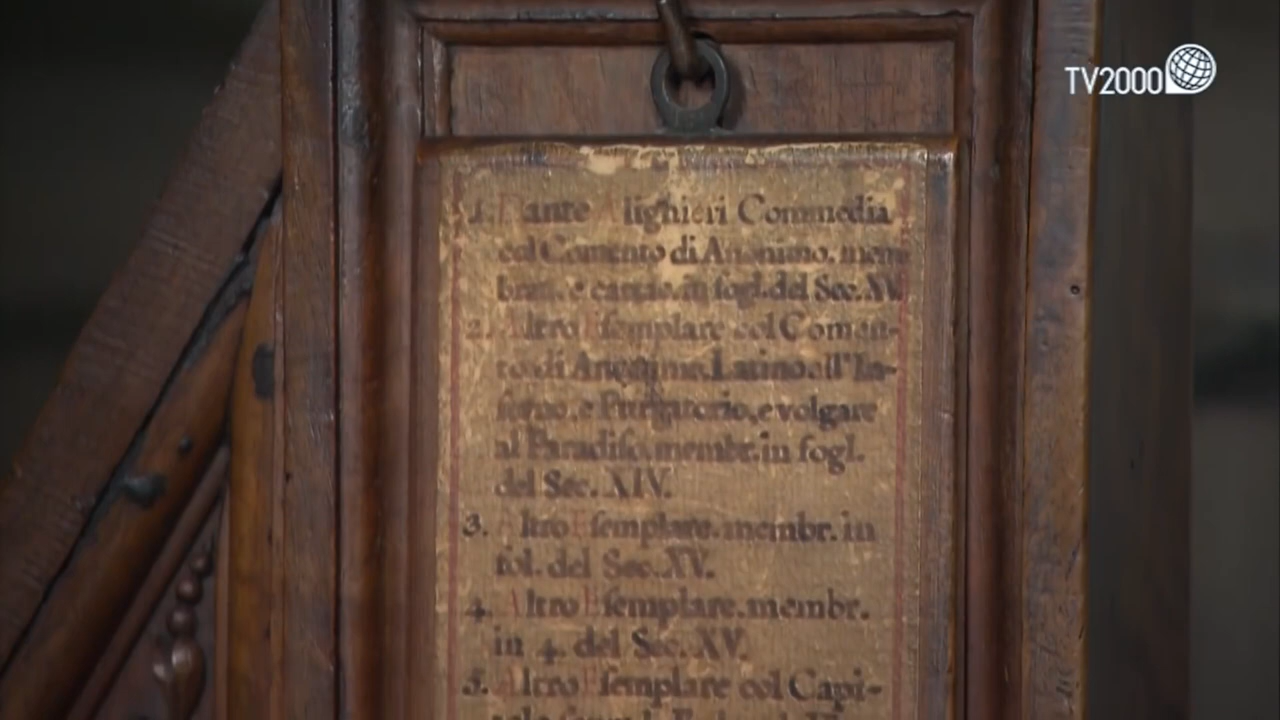 TV2000
1. Dante Alighieri Commedia
col Comento di Anonimo. mem
bran. e cartac. in fogl. del Sec. XV.
2. Altro Esemplare col Comen-
to di Anonimo Latino all'In-
ferno, e Purgatorio, e volgare
al Paradiso. membr. in fogl.
del Sec. XIV.
3. Altro Esemplare. membr. in
fol. del Sec. XV.
4. Altro Esemplare. membr.
in 4. del Sec. XV.
5. Altro Esemplare col Capi-